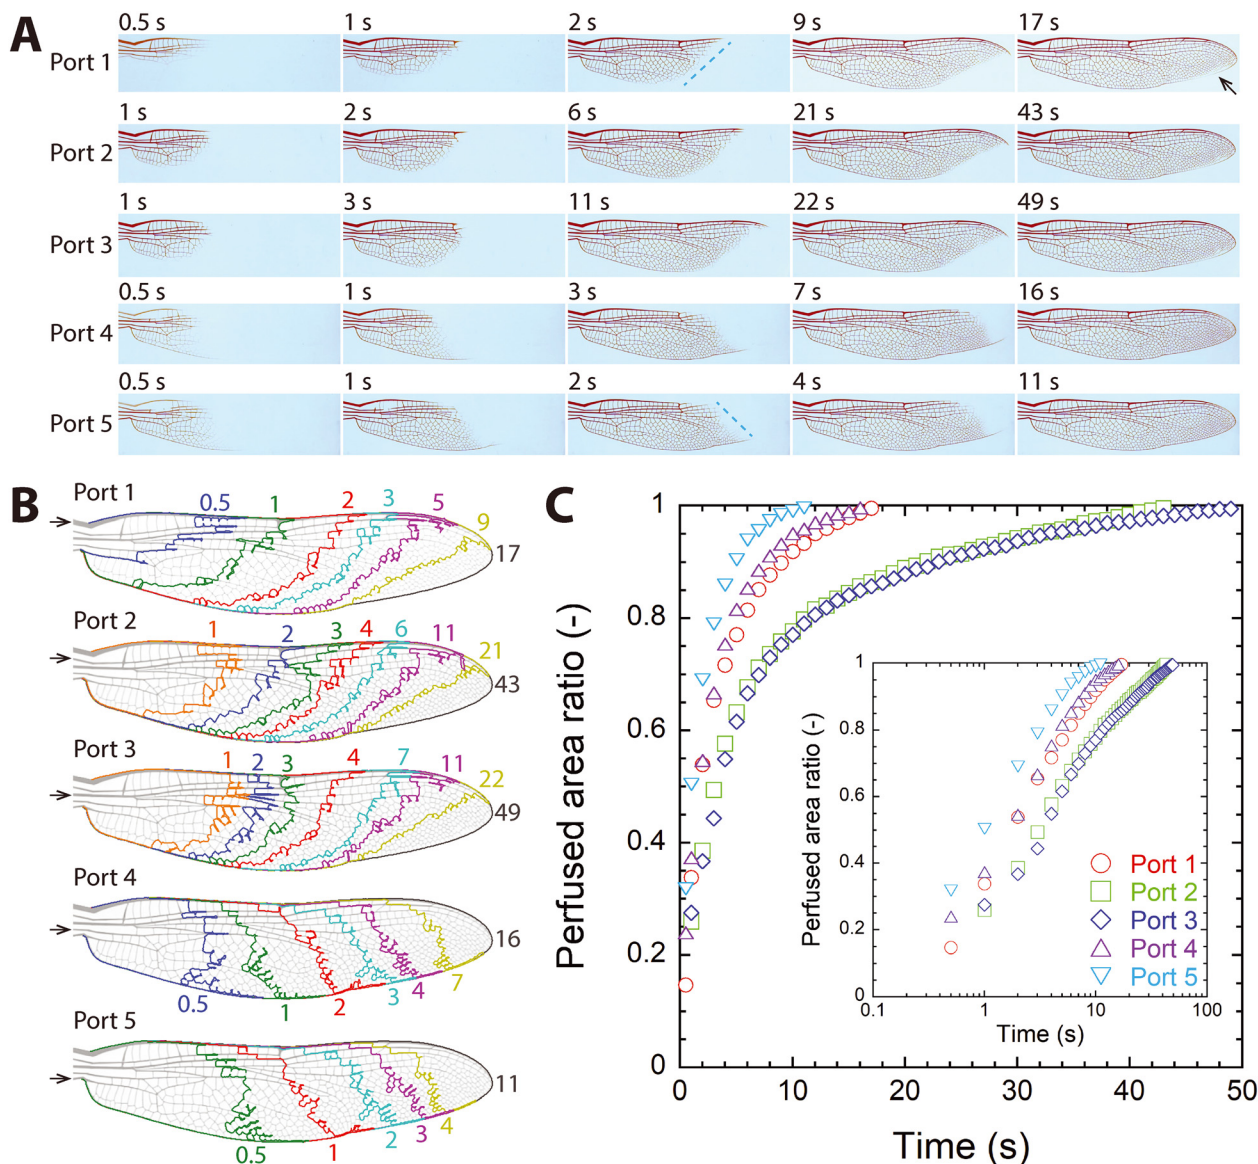 A
0.5 s 1 s 2 s 9 s 17 s
Port 1
1 s 2 s 6 s 21 s 43 s
Port 2
1 s 3 s 11 s 22 s 49 s
Port 3
0.5 s 1 s 3 s 7 s 16 s
Port 4
0.5 s 1 s 2 s 4 s 11 s
Port 5
B
Port 1
0.5 1 2 3 5 9
17
Port 2
1 2 3 4 6 11 21
43
Port 3
1 2 3 4 7 11 22
49
Port 4
16
0.5 1 2 3 4 7
Port 5
11
0.5 1 2 3 4
C
Perfused area ratio (-)
1
0.8
0.6
0.4
0.2
0
0 10 20 30 40 50
Time (s)
Perfused area ratio (-)
1
0.8
0.6
0.4
0.2
0
0.1 1 10 100
Time (s)
Port 1
Port 2
Port 3
Port 4
Port 5